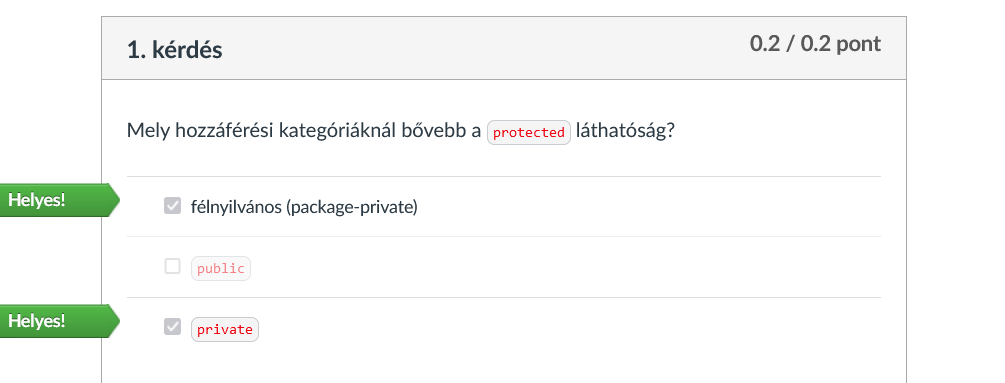 1. kérdés
0.2 / 0.2 pont
Mely hozzáférési kategóriáknál bővebb a protected láthatóság?
Helyes!
félnyilvános (package-private)
public
Helyes!
private